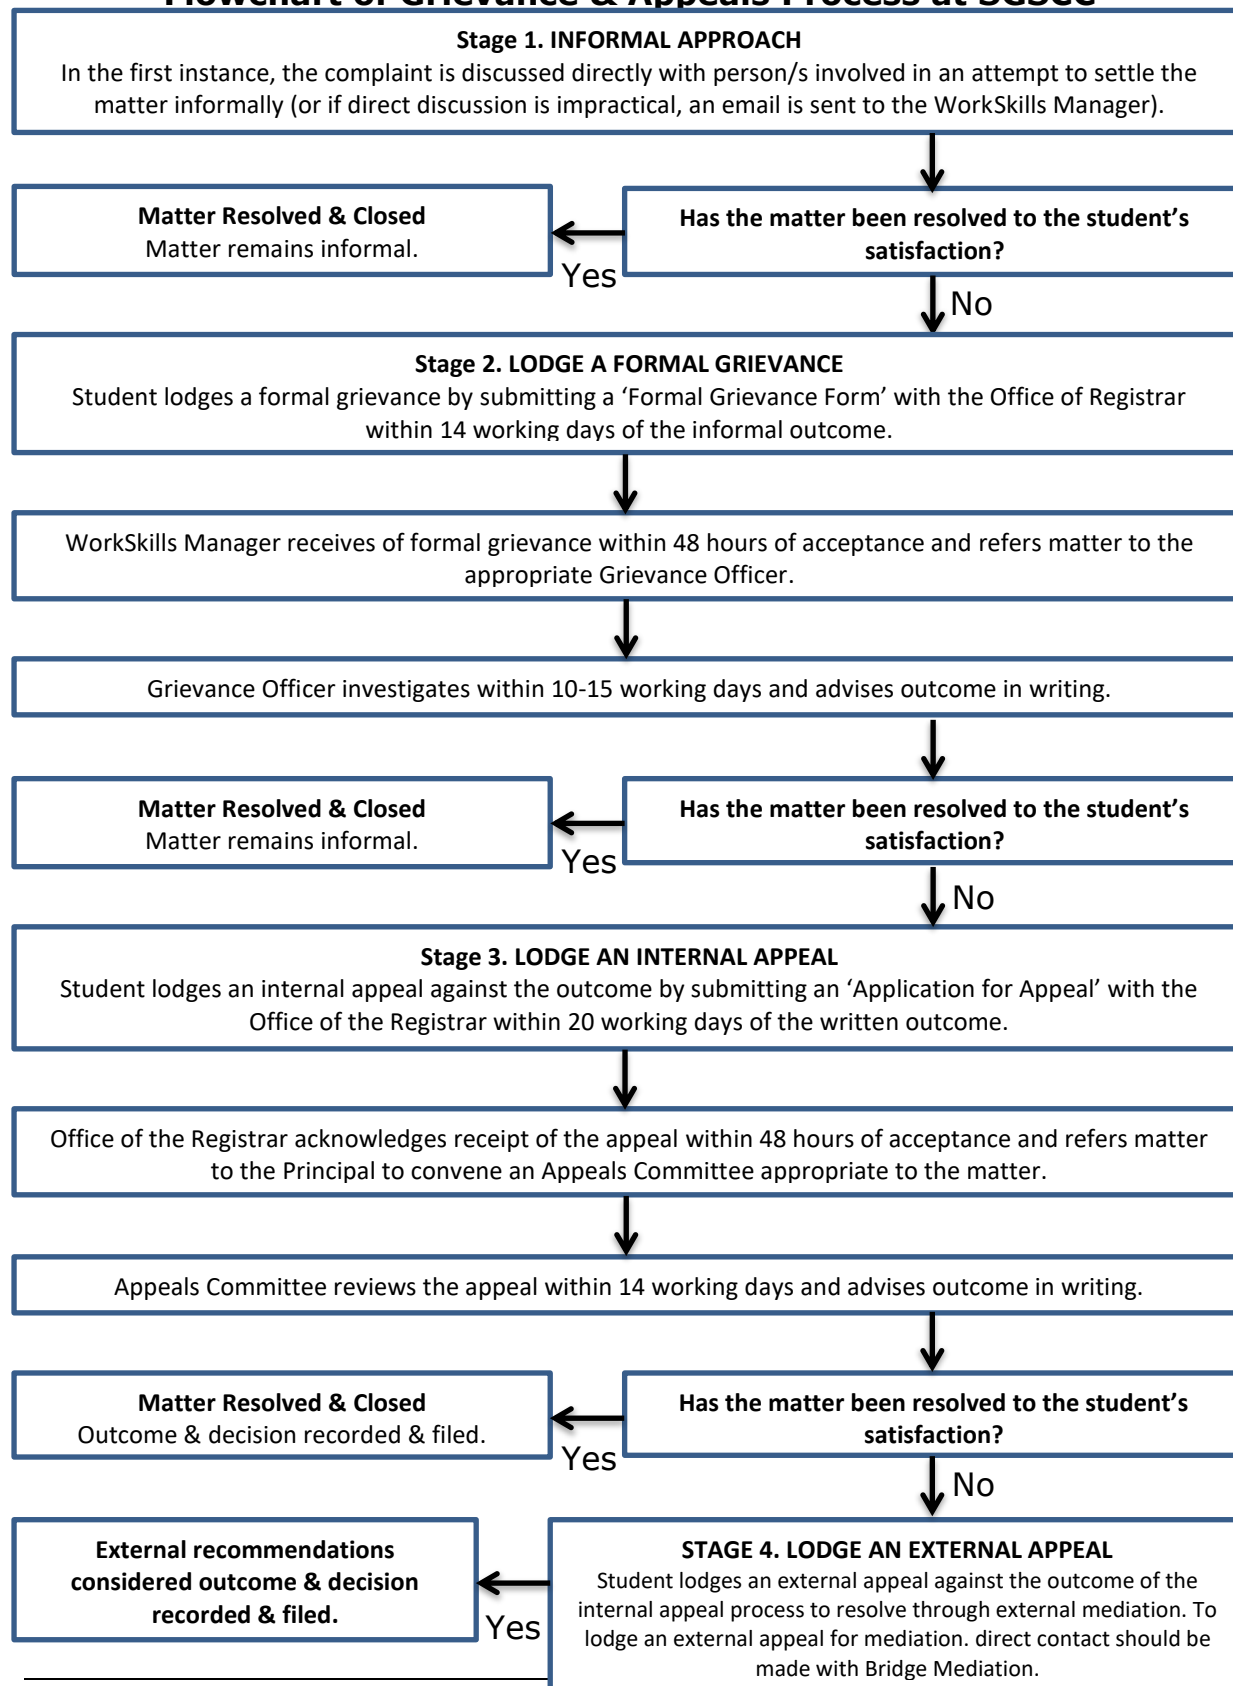 Flowchart of Grievance & Appeals Process at SGSCC
Stage 1. INFORMAL APPROACH
In the first instance, the complaint is discussed directly with person/s involved in an attempt to settle the
matter informally (or if direct discussion is impractical, an email is sent to the WorkSkills Manager).
Matter Resolved & Closed
Matter remains informal.
Yes
Has the matter been resolved to the student's
satisfaction?
No
Stage 2. LODGE A FORMAL GRIEVANCE
Student lodges a formal grievance by submitting a ‘Formal Grievance Form’ with the Office of Registrar
within 14 working days of the informal outcome.
WorkSkills Manager receives of formal grievance within 48 hours of acceptance and refers matter to the
appropriate Grievance Officer.
Grievance Officer investigates within 10-15 working days and advises outcome in writing.
Matter Resolved & Closed
Matter remains informal.
Yes
Has the matter been resolved to the student's
satisfaction?
No
Stage 3. LODGE AN INTERNAL APPEAL
Student lodges an internal appeal against the outcome by submitting an ‘Application for Appeal’ with the
Office of the Registrar within 20 working days of the written outcome.
Office of the Registrar acknowledges receipt of the appeal within 48 hours of acceptance and refers matter
to the Principal to convene an Appeals Committee appropriate to the matter.
Appeals Committee reviews the appeal within 14 working days and advises outcome in writing.
Matter Resolved & Closed
Outcome & decision recorded & filed.
Yes
Has the matter been resolved to the student's
satisfaction?
No
External recommendations
considered outcome & decision
recorded & filed.
Yes
STAGE 4. LODGE AN EXTERNAL APPEAL
Student lodges an external appeal against the outcome of the
internal appeal process to resolve through external mediation. To
lodge an external appeal for mediation. direct contact should be
made with Bridge Mediation.